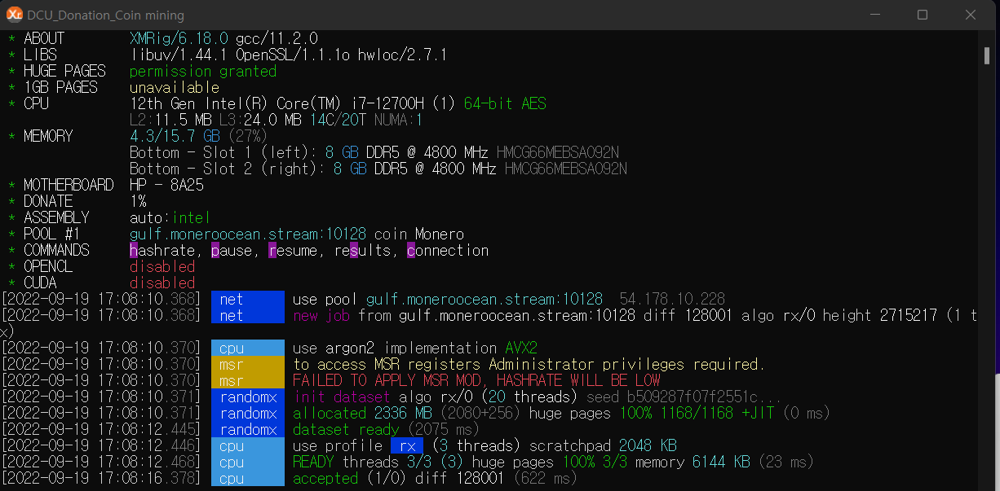 Xr DCU_Donation_Coin mining
* ABOUT XMRig/6.18.0 gcc/11.2.0
* LIBS libuv/1.44.1 OpenSSL/1.1.1o hwloc/2.7.1
* HUGE PAGES permission granted
* 1GB PAGES unavailable
* CPU 12th Gen Intel(R) Core(TM) i7-12700H (1) 64-bit AES
L2:11.5 MB L3:24.0 MB 14C/20T NUMA:1
* MEMORY 4.3/15.7 GB (27%)
Bottom - Slot 1 (left): 8 GB DDR5 @ 4800 MHz HMCG66MEBSA092N
Bottom - Slot 2 (right): 8 GB DDR5 @ 4800 MHz HMCG66MEBSA092N
* MOTHERBOARD HP - 8A25
* DONATE 1%
* ASSEMBLY auto:intel
* POOL #1 gulf.moneroocean.stream:10128 coin Monero
* COMMANDS hashrate, pause, resume, results, connection
* OPENCL disabled
* CUDA disabled
[2022-09-19 17:08:10.368] net use pool gulf.moneroocean.stream:10128 54.178.10.228
[2022-09-19 17:08:10.368] net new job from gulf.moneroocean.stream:10128 diff 128001 algo rx/0 height 2715217 (1 t
x)
[2022-09-19 17:08:10.370] cpu use argon2 implementation AVX2
[2022-09-19 17:08:10.370] msr to access MSR registers Administrator privileges required.
[2022-09-19 17:08:10.370] msr FAILED TO APPLY MSR MOD, HASHRATE WILL BE LOW
[2022-09-19 17:08:10.371] randomx init dataset algo rx/0 (20 threads) seed b509287f07f2551c...
[2022-09-19 17:08:10.371] randomx allocated 2336 MB (2080+256) huge pages 100% 1168/1168 +JIT (0 ms)
[2022-09-19 17:08:12.445] randomx dataset ready (2075 ms)
[2022-09-19 17:08:12.446] cpu use profile rx (3 threads) scratchpad 2048 KB
[2022-09-19 17:08:12.468] cpu READY threads 3/3 (3) huge pages 100% 3/3 memory 6144 KB (23 ms)
[2022-09-19 17:08:16.378] cpu accepted (1/0) diff 128001 (622 ms)